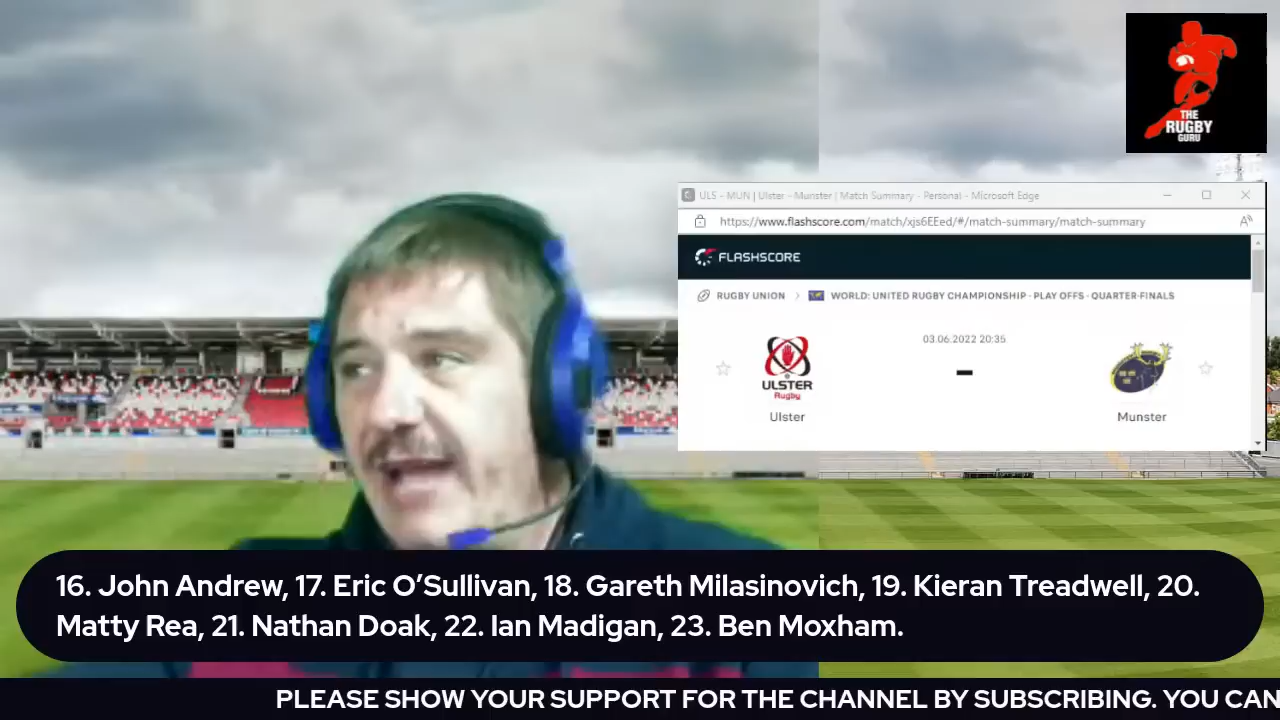 THE
RUGBY
GURU
ULS - MUN | Ulster - Munster | Match Summary - Personal - Microsoft Edge
https://www.flashscore.com/match/xjs6EEed/#/match-summary/match-summary
FLASHSCORE
RUGBY UNION > WORLD: UNITED RUGBY CHAMPIONSHIP - PLAY OFFS - QUARTER-FINALS
03.06.2022 20:35
ULSTER
Rugby
-
Ulster
Munster
16. John Andrew, 17. Eric O’Sullivan, 18. Gareth Milasinovich, 19. Kieran Treadwell, 20.
Matty Rea, 21. Nathan Doak, 22. Ian Madigan, 23. Ben Moxham.
PLEASE SHOW YOUR SUPPORT FOR THE CHANNEL BY SUBSCRIBING. YOU CAN